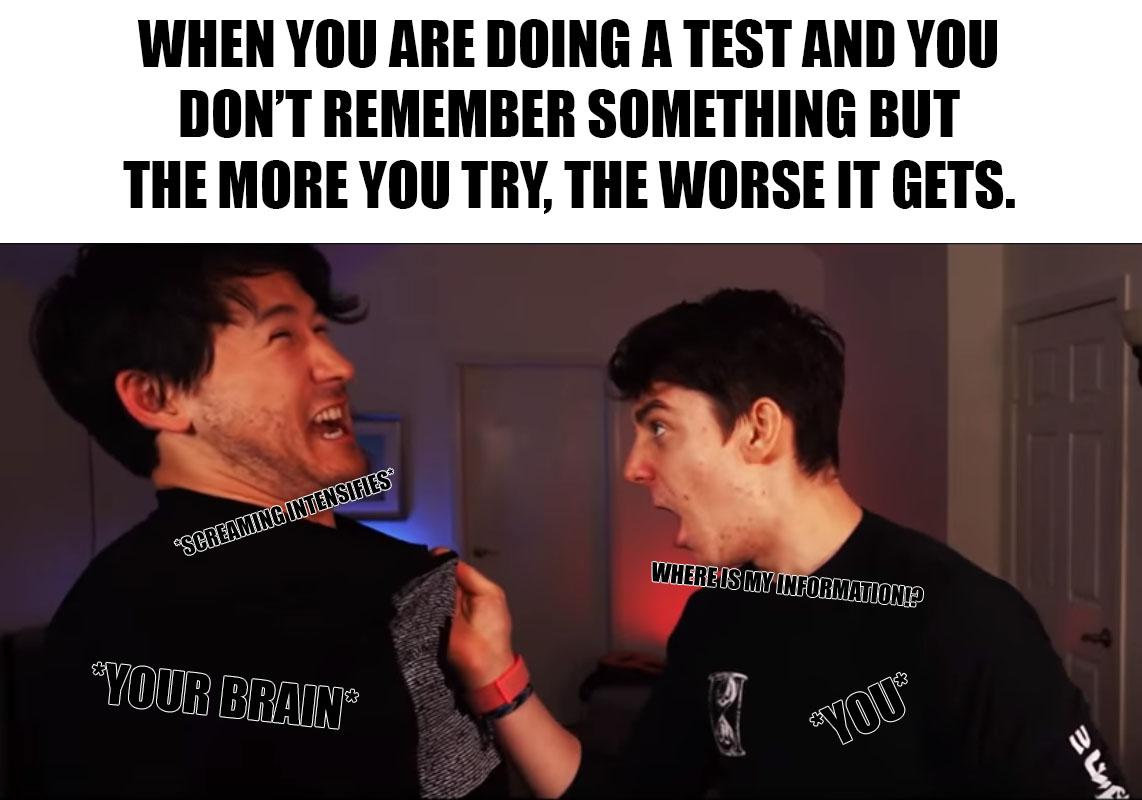 WHEN YOU ARE DOING A TEST AND YOU
DON'T REMEMBER SOMETHING BUT
THE MORE YOU TRY, THE WORSE IT GETS.
*SCREAMING INTENSIFIES*
WHERE IS MY INFORMATION!?
*YOUR BRAIN*
*YOU*